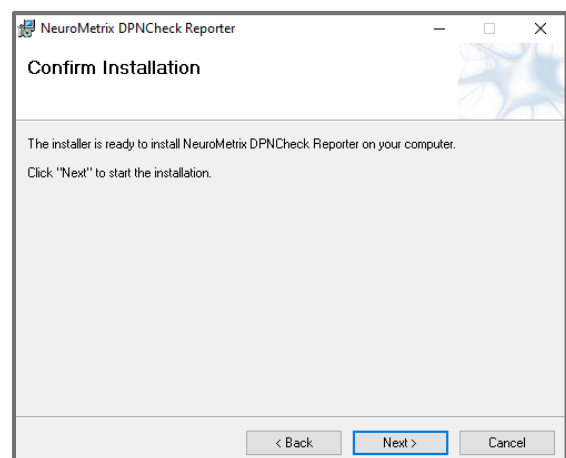 NeuroMetrix DPNCheck Reporter
Confirm Installation
The installer is ready to install NeuroMetrix DPNCheck Reporter on your computer.
Click "Next" to start the installation.
< Back Next > Cancel